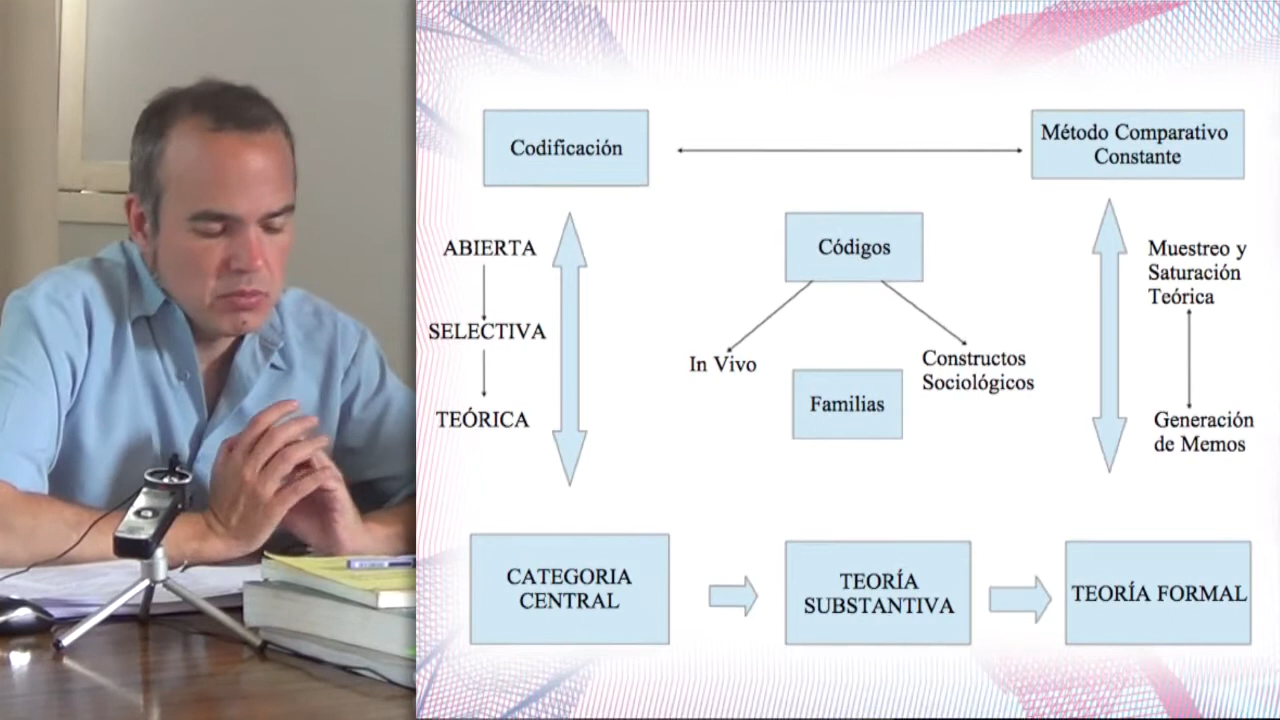 Codificación
Método Comparativo
Constante
ABIERTA
SELECTIVA
TEÓRICA
Códigos
In Vivo
Constructos
Sociológicos
Familias
Muestreo y
Saturación
Teórica
Generación
de Memos
CATEGORIA
CENTRAL
TEORÍA
SUBSTANTIVA
TEORÍA FORMAL